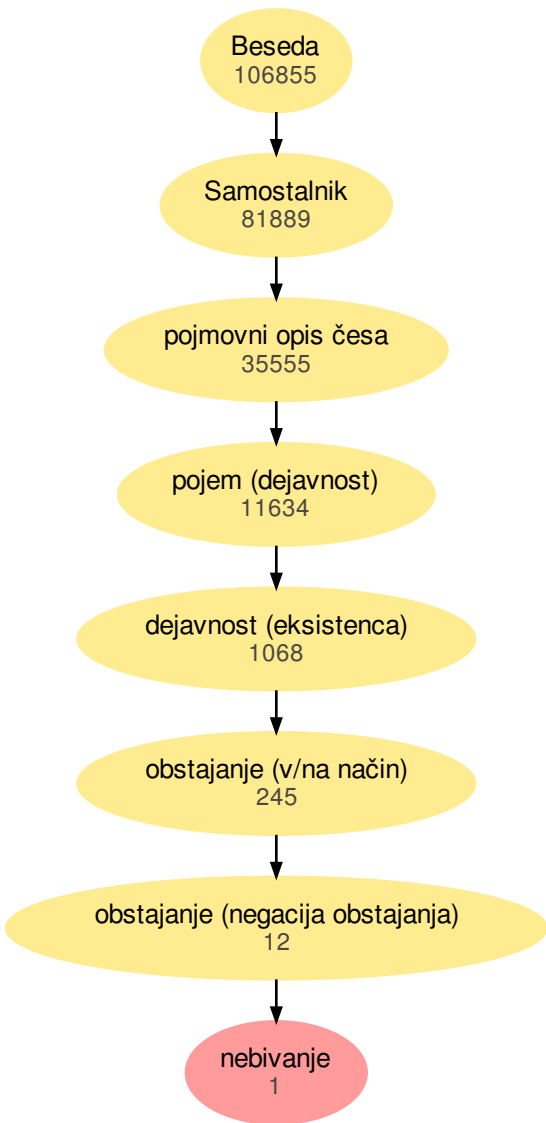 Beseda
106855
Samostalnik
81889
pojmovni opis česa
35555
pojem (dejavnost)
11634
dejavnost (eksistenca)
1068
obstajanje (v/na način)
245
obstajanje (negacija obstajanja)
12
nebivanje
1